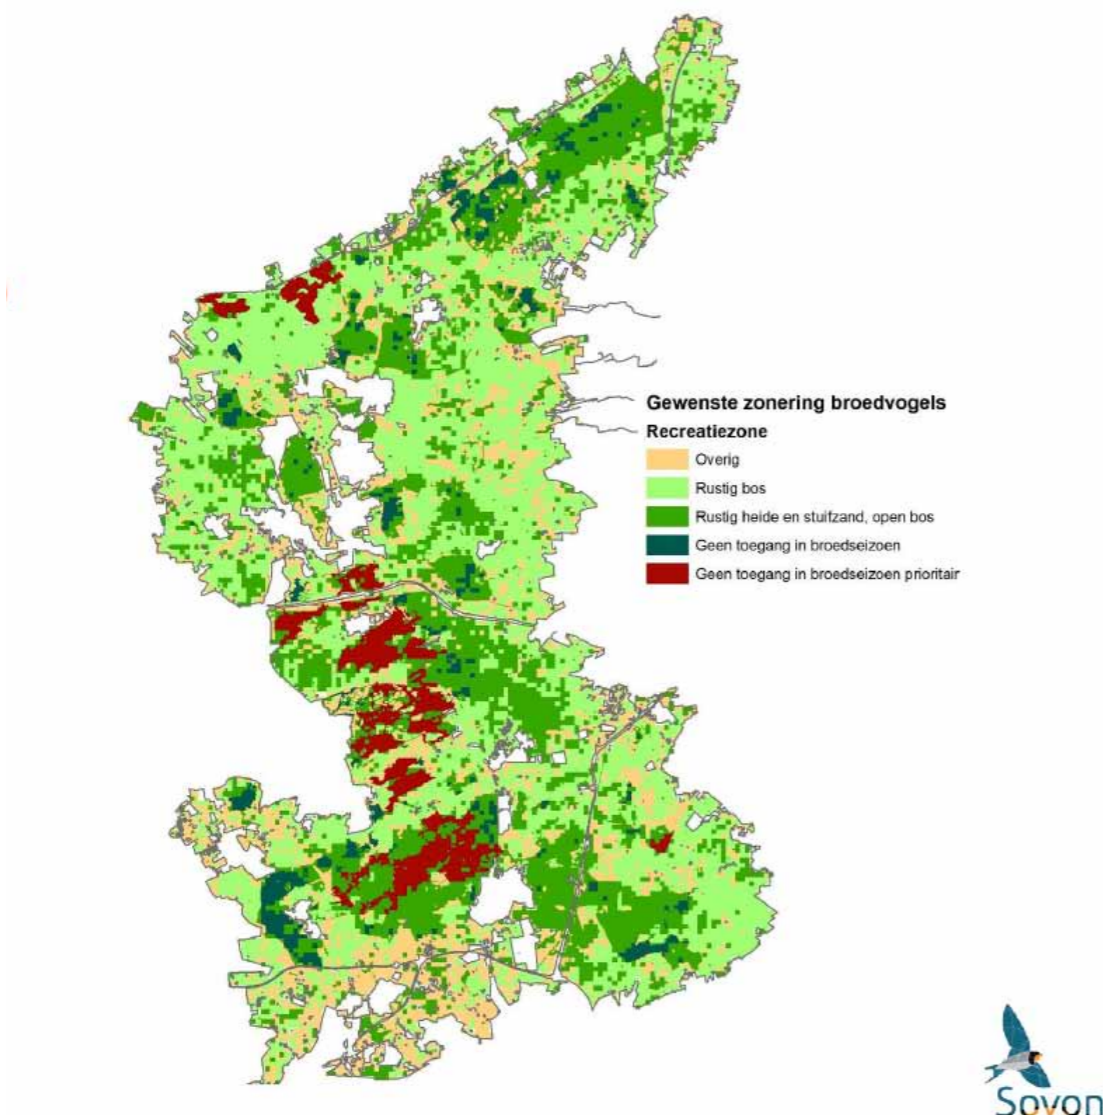 Gewenste zonering broedvogels
Recreatiezone
Overig
Rustig bos
Rustig heide en stuifzand, open bos
Geen toegang in broedseizoen
Geen toegang in broedseizoen prioritair
Sovon